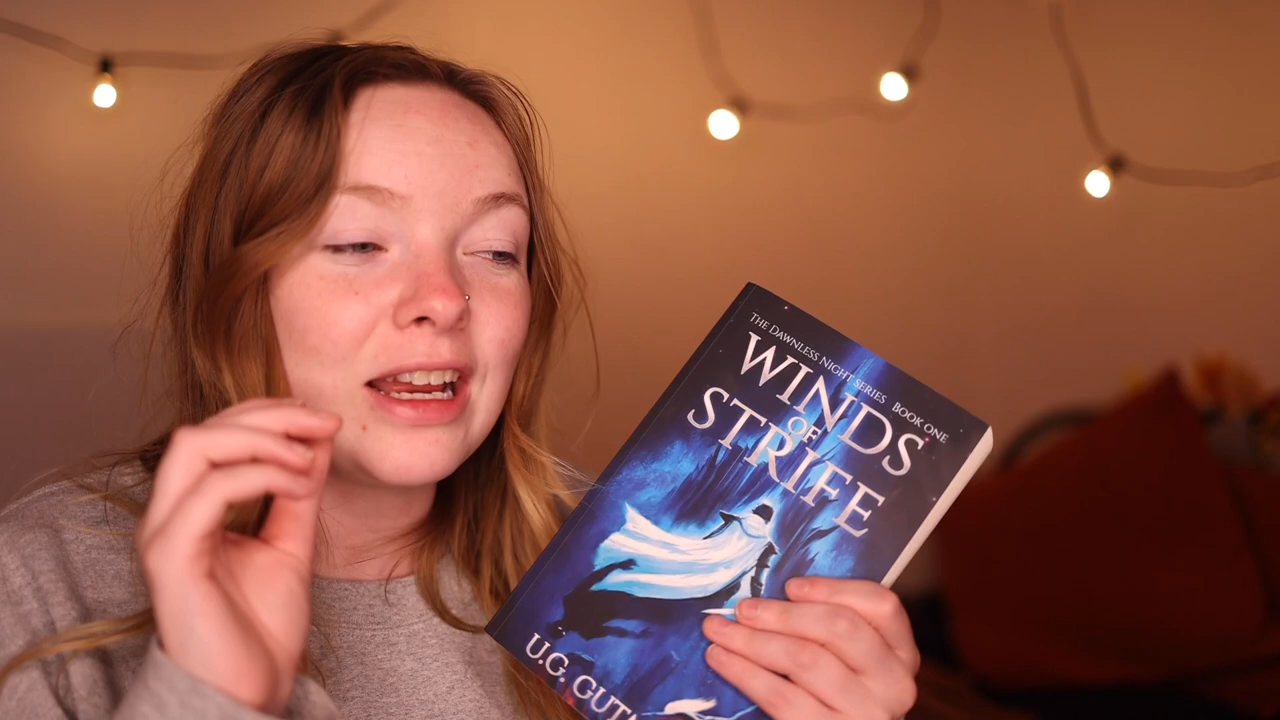 THE DAWNLESS NIGHT SERIES BOOK ONE
WINDS
OF
STRIFE
U.G.